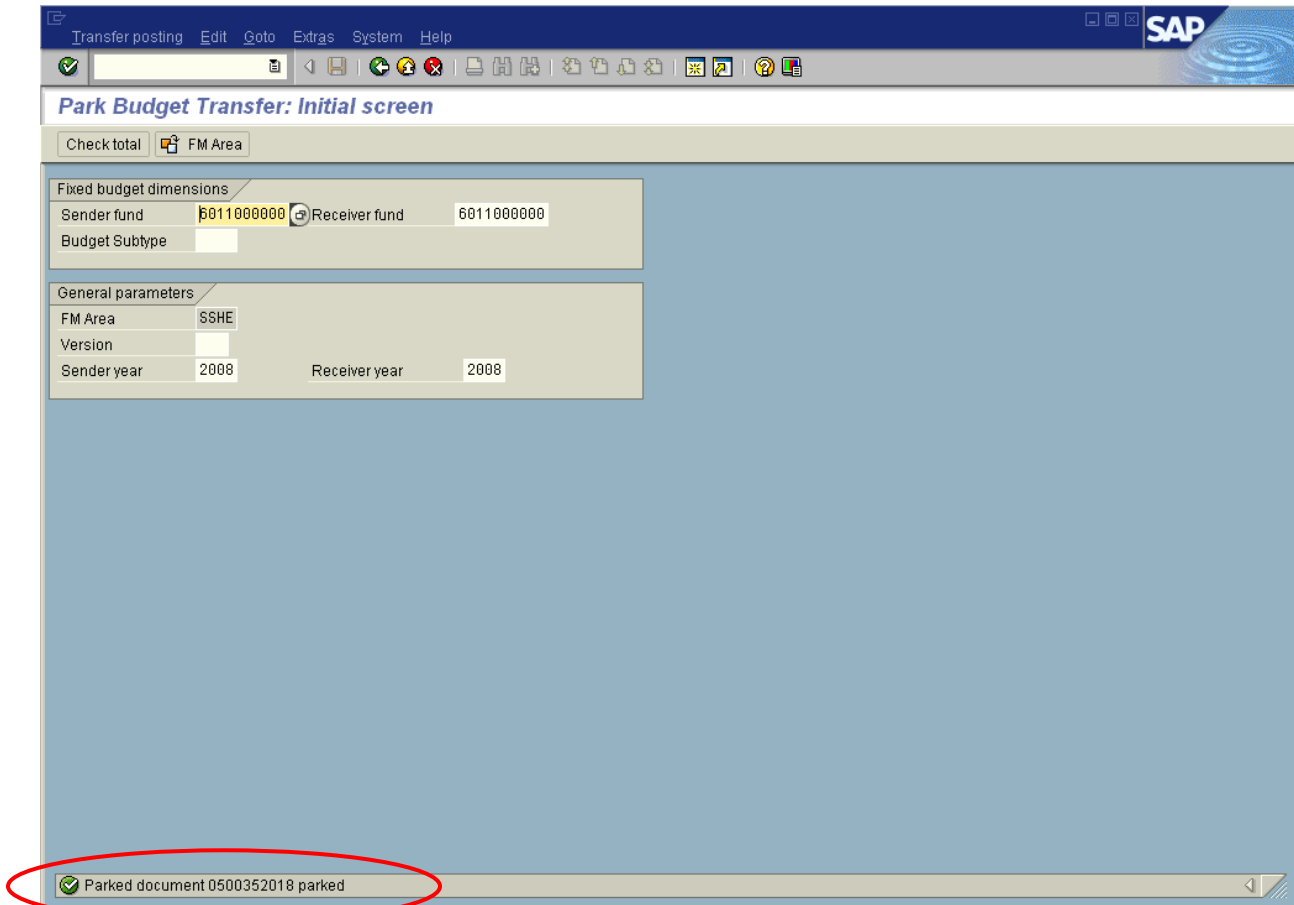 Transfer posting Edit Goto Extras System Help
SAP
Park Budget Transfer: Initial screen
Check total FM Area
Fixed budget dimensions
Sender fund 6011000000 Receiver fund 6011000000
Budget Subtype
General parameters
FM Area SSHE
Version
Sender year 2008 Receiver year 2008
Parked document 0500352018 parked